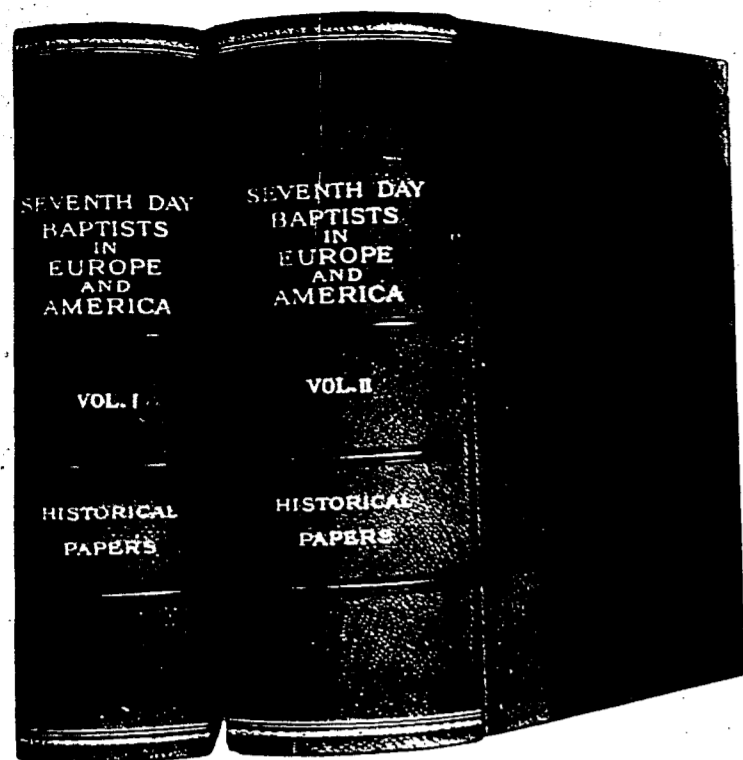 SEVENTH DAY
BAPTISTS
IN
EUROPE
AND
AMERICA
VOL. I
HISTORICAL
PAPERS
SEVENTH DAY
BAPTISTS
IN
EUROPE
AND
AMERICA
VOL. II
HISTORICAL
PAPERS